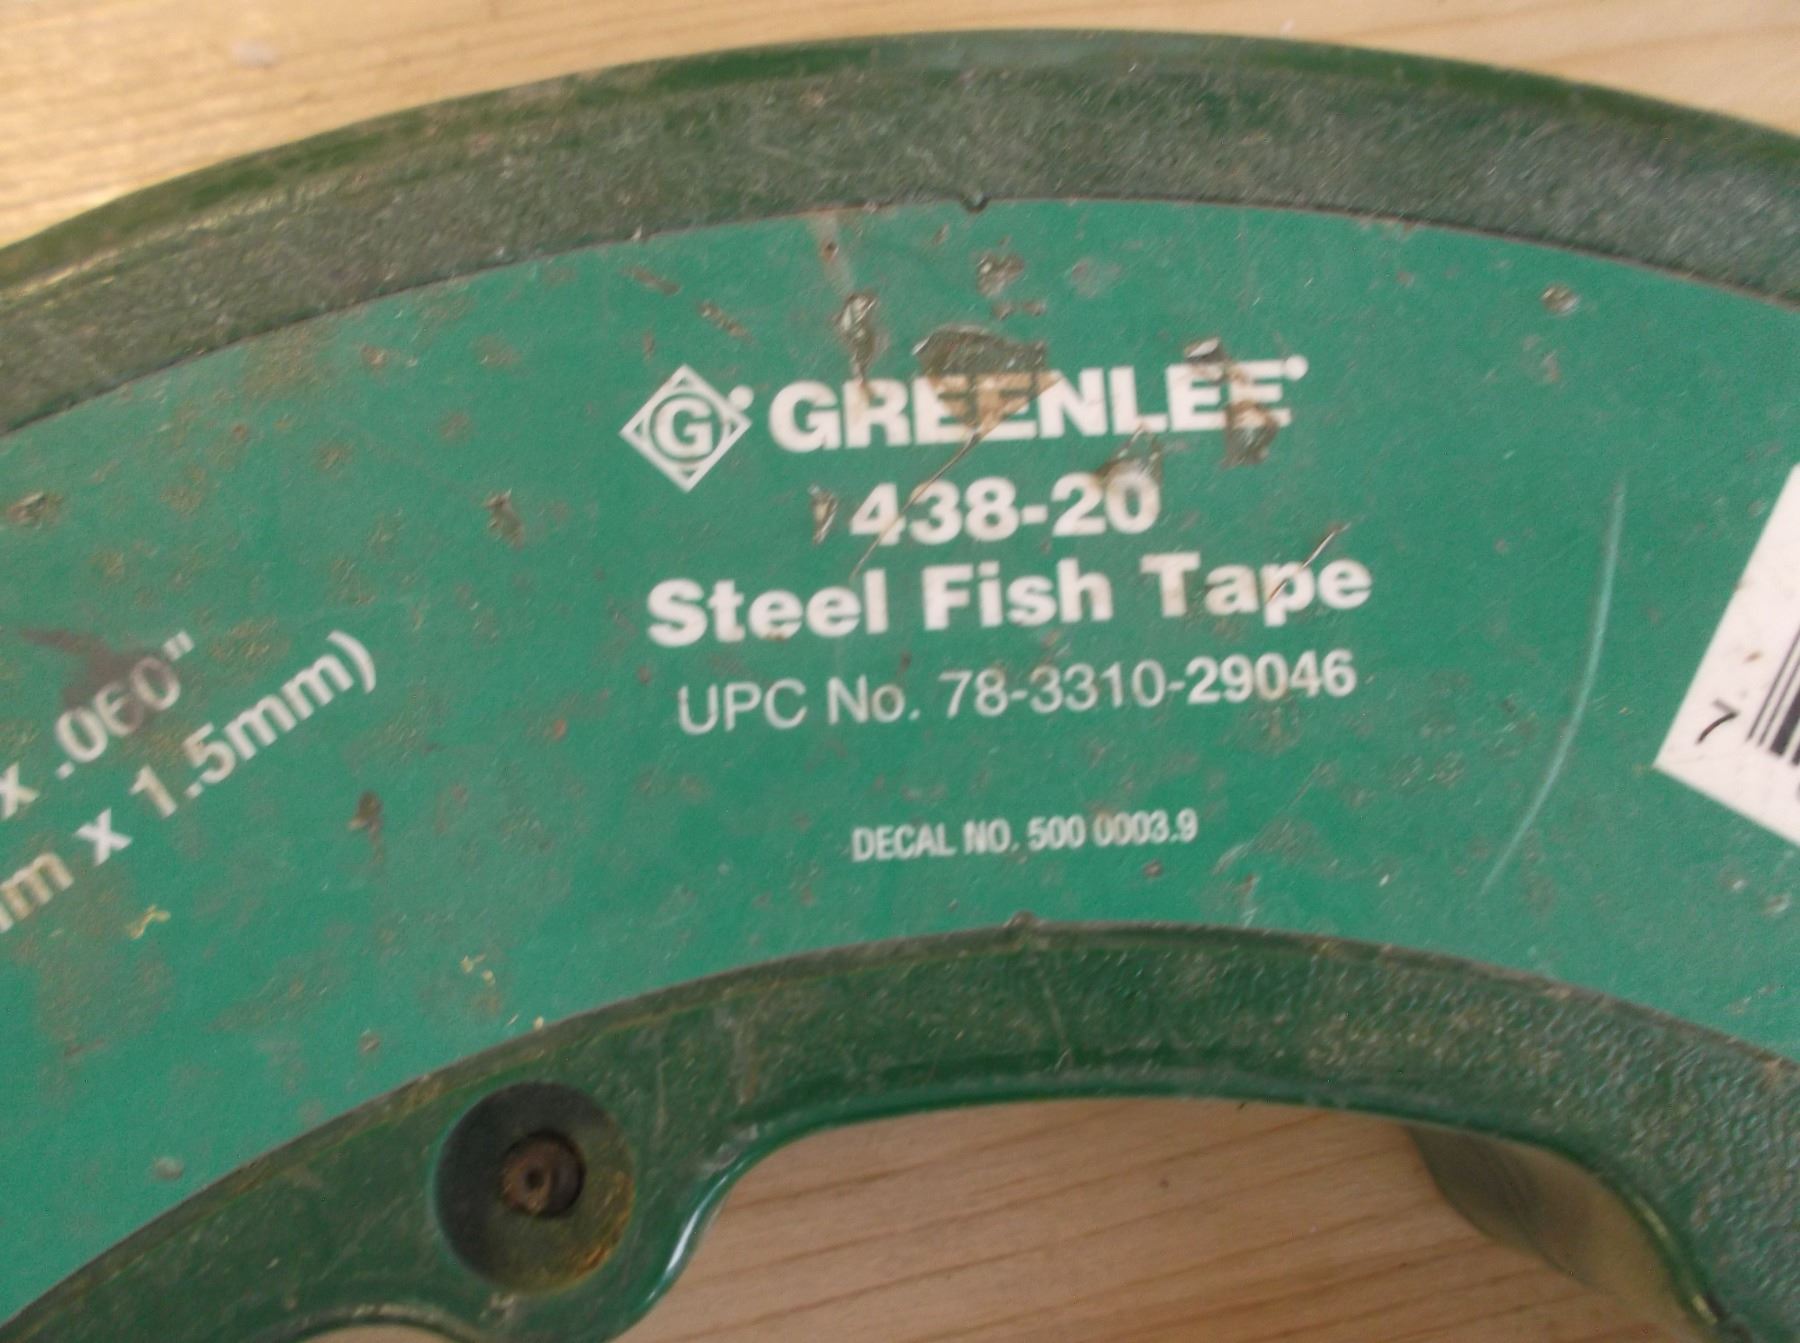 G GREENLEE
438-20
Steel Fish Tape
UPC No. 78-3310-29046
DECAL NO. 500 0003.9
x .060"
m x 1.5mm)
7